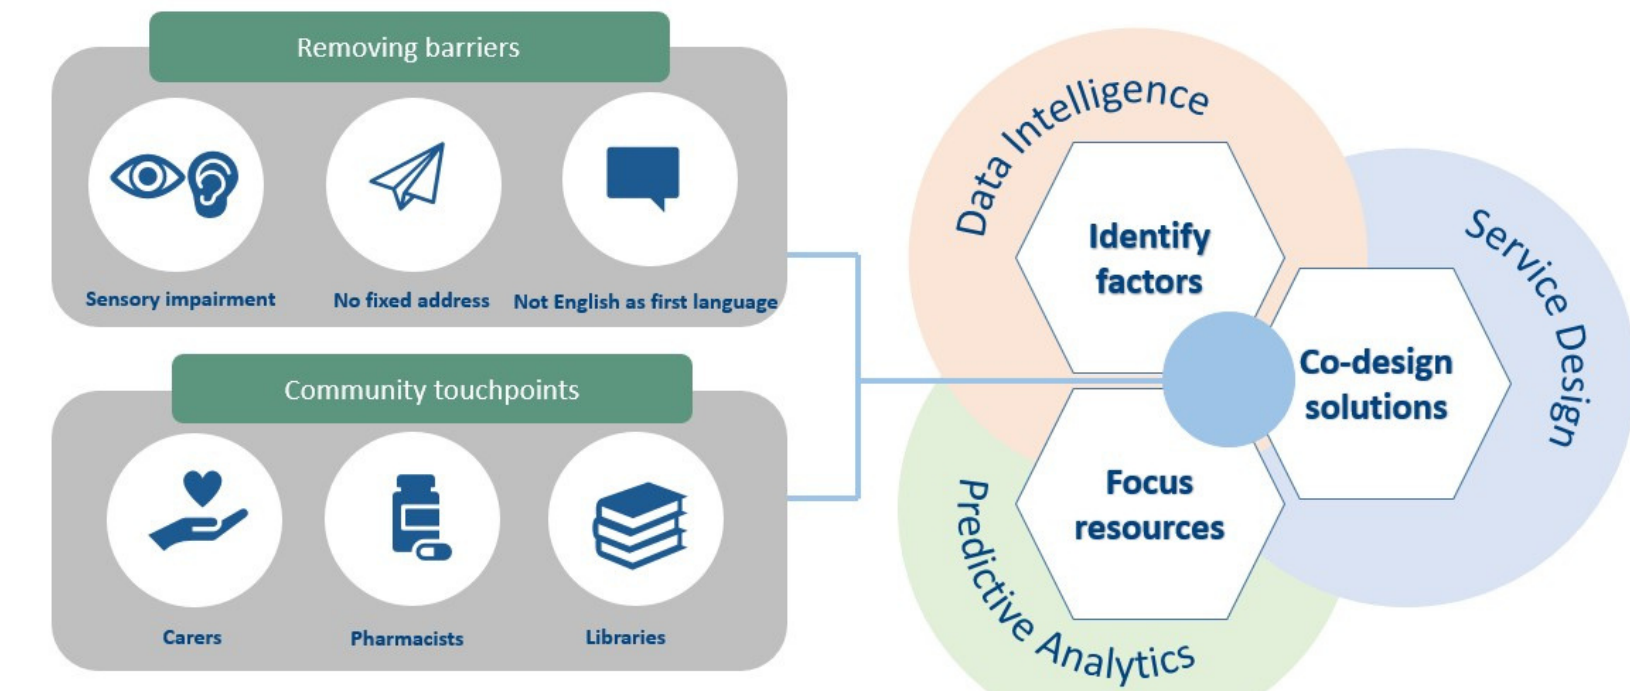 Removing barriers
Sensory impairment
No fixed address
Not English as first language
Community touchpoints
Carers
Pharmacists
Libraries
Data Intelligence
Identify
factors
Service Design
Co-design
solutions
Focus
resources
Predictive Analytics